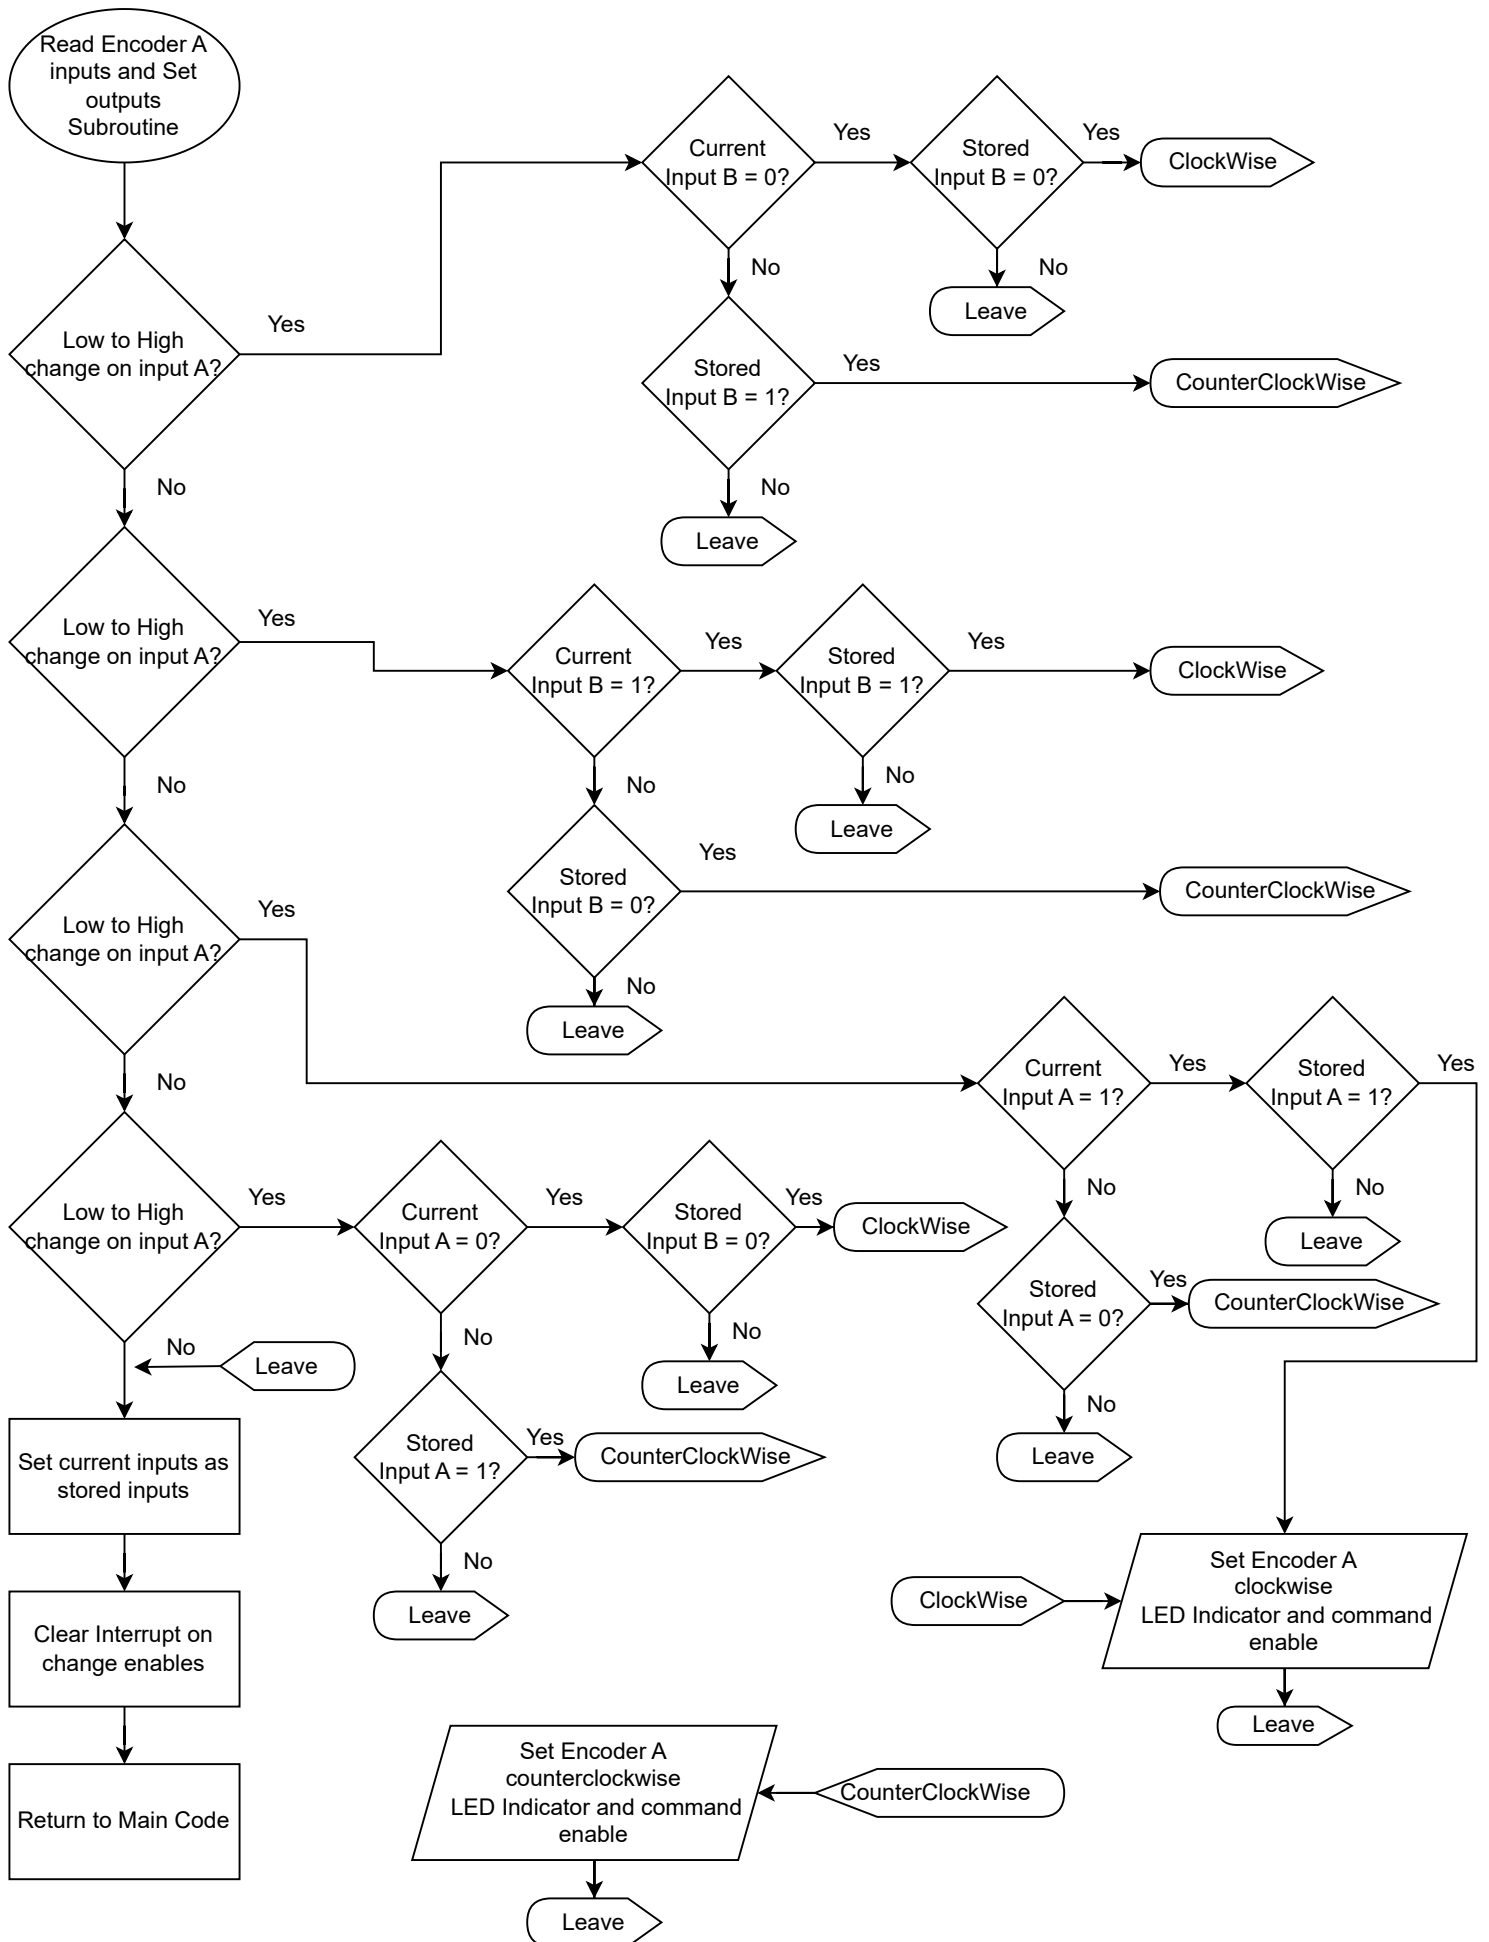 Read Encoder A
inputs and Set
outputs
Subroutine
Low to High
change on input A?
Yes
No
Current
Input B = 0?
Yes
No
Stored
Input B = 0?
Yes
No
ClockWise
Leave
Stored
Input B = 1?
Yes
No
CounterClockWise
Leave
Low to High
change on input A?
Yes
No
Current
Input B = 1?
Yes
No
Stored
Input B = 1?
Yes
No
ClockWise
Leave
Stored
Input B = 0?
Yes
No
CounterClockWise
Leave
Low to High
change on input A?
Yes
No
Current
Input A = 1?
Yes
No
Stored
Input A = 1?
Yes
No
Leave
Stored
Input A = 0?
Yes
No
CounterClockWise
Leave
Low to High
change on input A?
Yes
No
Current
Input A = 0?
Yes
No
Stored
Input B = 0?
Yes
No
ClockWise
Leave
Stored
Input A = 1?
Yes
No
CounterClockWise
Leave
Leave
Set current inputs as
stored inputs
Clear Interrupt on
change enables
Return to Main Code
ClockWise
Set Encoder A
clockwise
LED Indicator and command
enable
Leave
Set Encoder A
counterclockwise
LED Indicator and command
enable
CounterClockWise
Leave